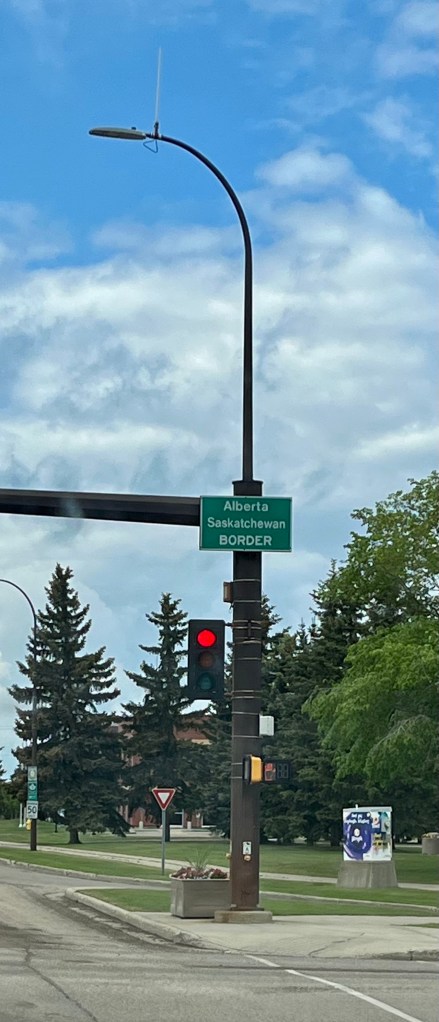 Alberta
Saskatchewan
BORDER
50